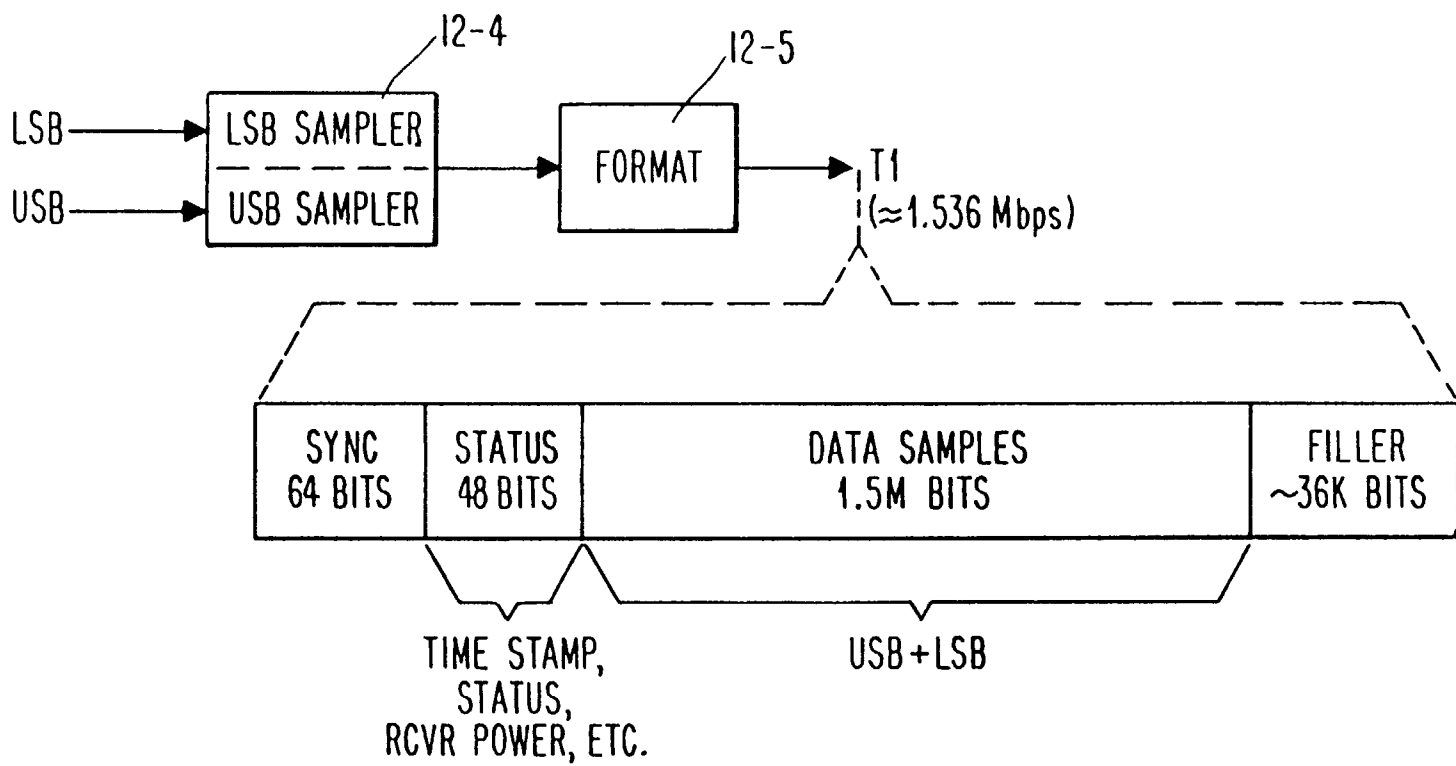 12-4
12-5
LSB
LSB SAMPLER
USB
USB SAMPLER
FORMAT
T1
(≈1.536 Mbps)
SYNC
64 BITS
STATUS
48 BITS
DATA SAMPLES
1.5M BITS
FILLER
~36K BITS
TIME STAMP,
STATUS,
RCVR POWER, ETC.
USB+LSB